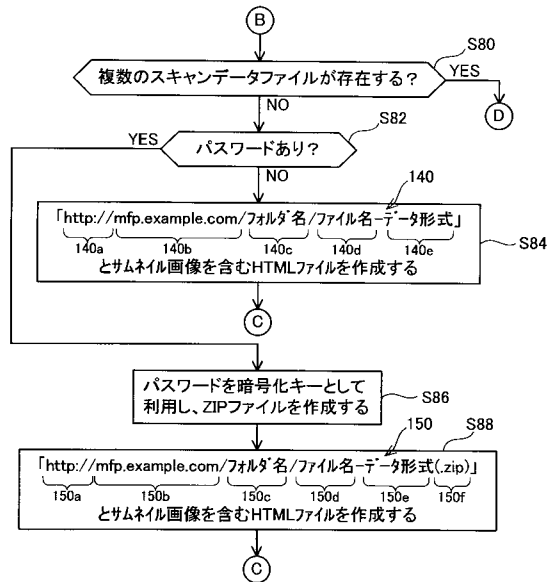 B
S80
複数のスキャンデータファイルが存在する?
YES
D
NO
S82
YES
パスワードあり?
NO
140
「http://mfp.example.com/フォルダ名/ファイル名-データ形式」
140a 140b 140c 140d 140e
S84
とサムネイル画像を含むHTMLファイルを作成する
C
パスワードを暗号化キーとして
利用し、ZIPファイルを作成する
S86
150
S88
「http://mfp.example.com/フォルダ名/ファイル名-データ形式(.zip)」
150a 150b 150c 150d 150e 150f
とサムネイル画像を含むHTMLファイルを作成する
C